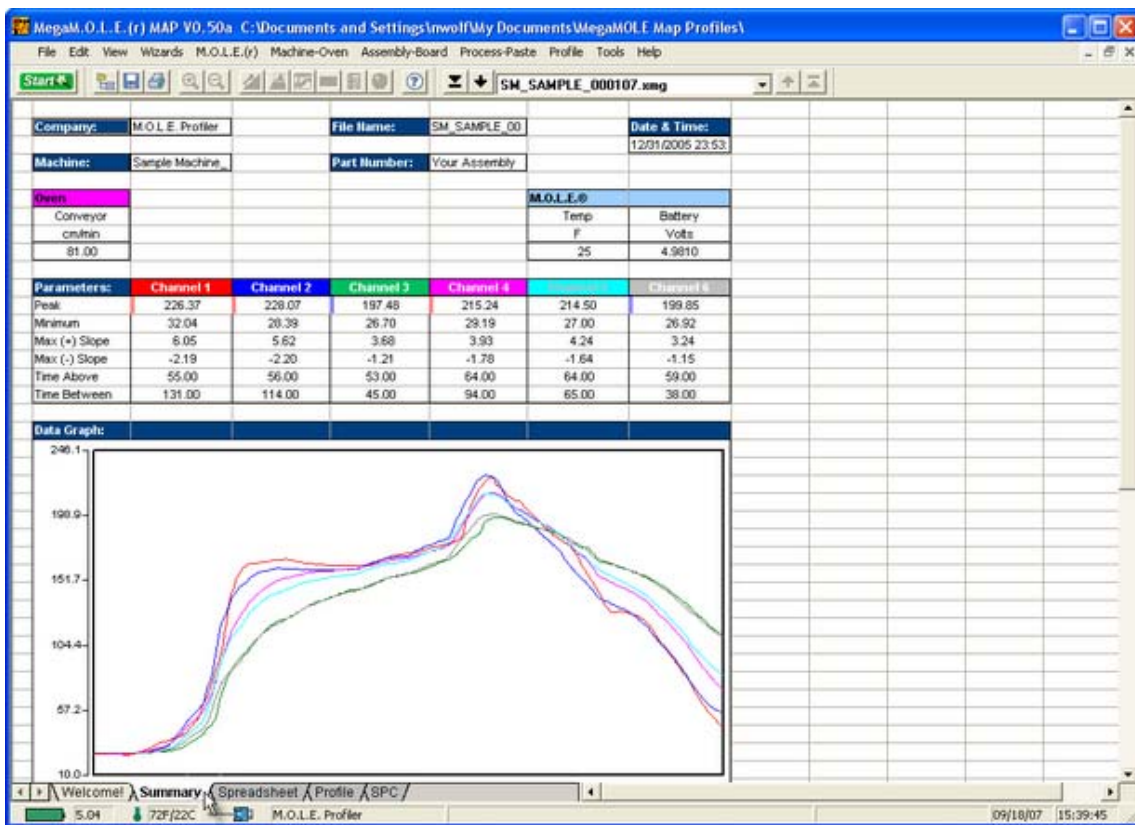 MegaM.O.L.E.(r) MAP V0.50a C:\Documents and Settings\nwolf\My Documents\MegaMOLE Map Profiles\
File Edit View Wizards M.O.L.E.(r) Machine-Oven Assembly-Board Process-Paste Profile Tools Help
Start SM_SAMPLE_000107.xmg
Company: M.O.L.E. Profiler File Name: SM_SAMPLE_00 Date & Time:
12/31/2005 23:53:
Machine: Sample Machine_ Part Number: Your Assembly
Oven M.O.L.E.®
Conveyor Temp Battery
cm/min F Volts
81.00 25 4.9810
Parameters: Channel 1 Channel 2 Channel 3 Channel 4 Channel 5 Channel 6
Peak 226.37 228.07 197.48 215.24 214.50 199.85
Minimum 32.04 28.39 26.70 29.19 27.00 26.92
Max (+) Slope 6.05 5.62 3.68 3.93 4.24 3.24
Max (-) Slope -2.19 -2.20 -1.21 -1.78 -1.64 -1.15
Time Above 55.00 56.00 53.00 64.00 64.00 59.00
Time Between 131.00 114.00 45.00 94.00 65.00 38.00
Data Graph:
246.1
198.9
151.7
104.4
57.2
10.0
Welcome! Summary Spreadsheet Profile SPC
5.04 72F/22C M.O.L.E. Profiler 09/18/07 15:39:45